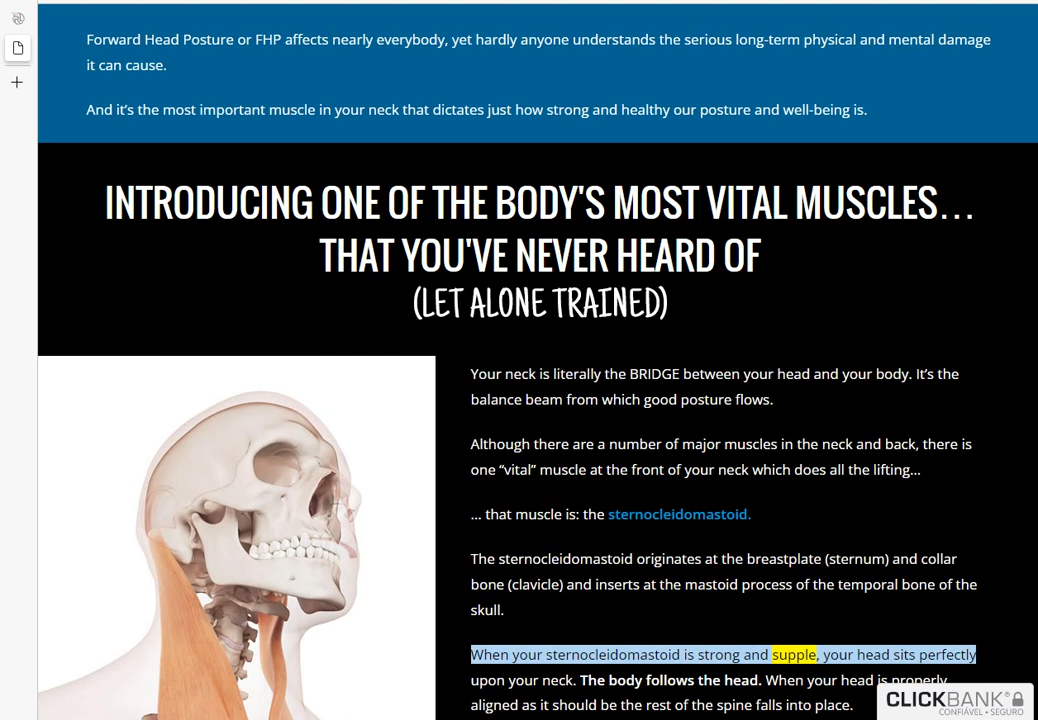 Forward Head Posture or FHP affects nearly everybody, yet hardly anyone understands the serious long-term physical and mental damage
it can cause.
And it's the most important muscle in your neck that dictates just how strong and healthy our posture and well-being is.
INTRODUCING ONE OF THE BODY'S MOST VITAL MUSCLES...
THAT YOU'VE NEVER HEARD OF
(LET ALONE TRAINED)
Your neck is literally the BRIDGE between your head and your body. It's the
balance beam from which good posture flows.
Although there are a number of major muscles in the neck and back, there is
one “vital” muscle at the front of your neck which does all the lifting...
... that muscle is: the sternocleidomastoid.
The sternocleidomastoid originates at the breastplate (sternum) and collar
bone (clavicle) and inserts at the mastoid process of the temporal bone of the
skull.
When your sternocleidomastoid is strong and supple, your head sits perfectly
upon your neck. The body follows the head. When your head is properly
aligned as it should be the rest of the spine falls into place.
CLICKBANK®
CONFIÁVEL • SEGURO